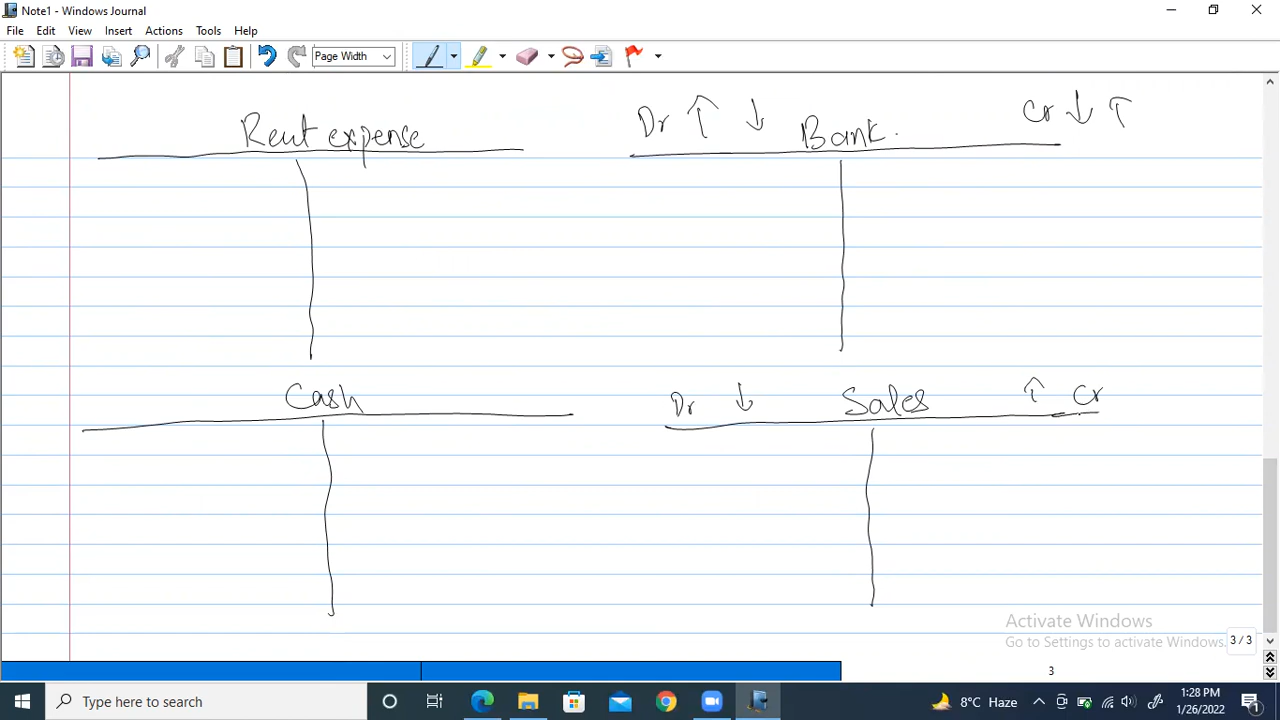 Note1 - Windows Journal
File Edit View Insert Actions Tools Help
Page Width
Rent expense
Dr ↑ ↓ Bank. Cr ↓ ↑
Cash
Dr ↓ Sales ↑ Cr
Activate Windows
Go to Settings to activate Windows.
3 / 3
3
Type here to search
8°C Haze
1:28 PM
1/26/2022
1